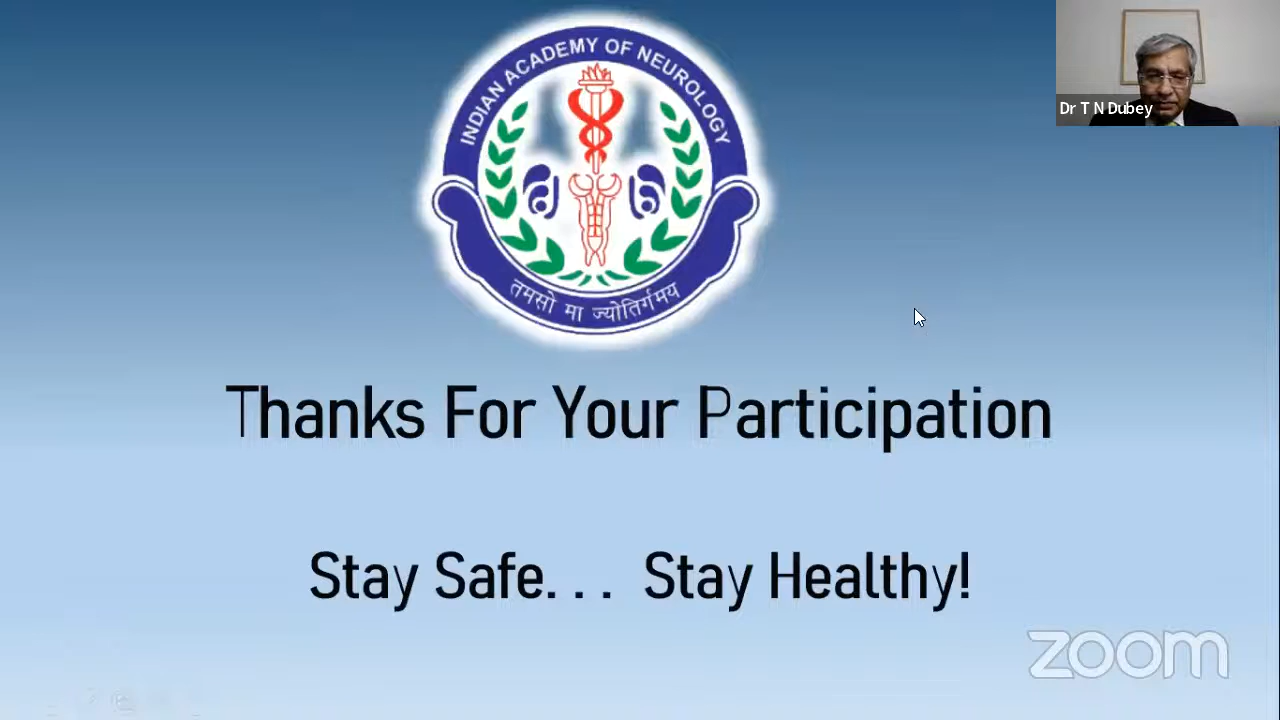 INDIAN ACADEMY OF NEUROLOGY
तमसो मा ज्योतिर्गमय
Dr T N Dubey
Thanks For Your Participation
Stay Safe. . . Stay Healthy!
zoom